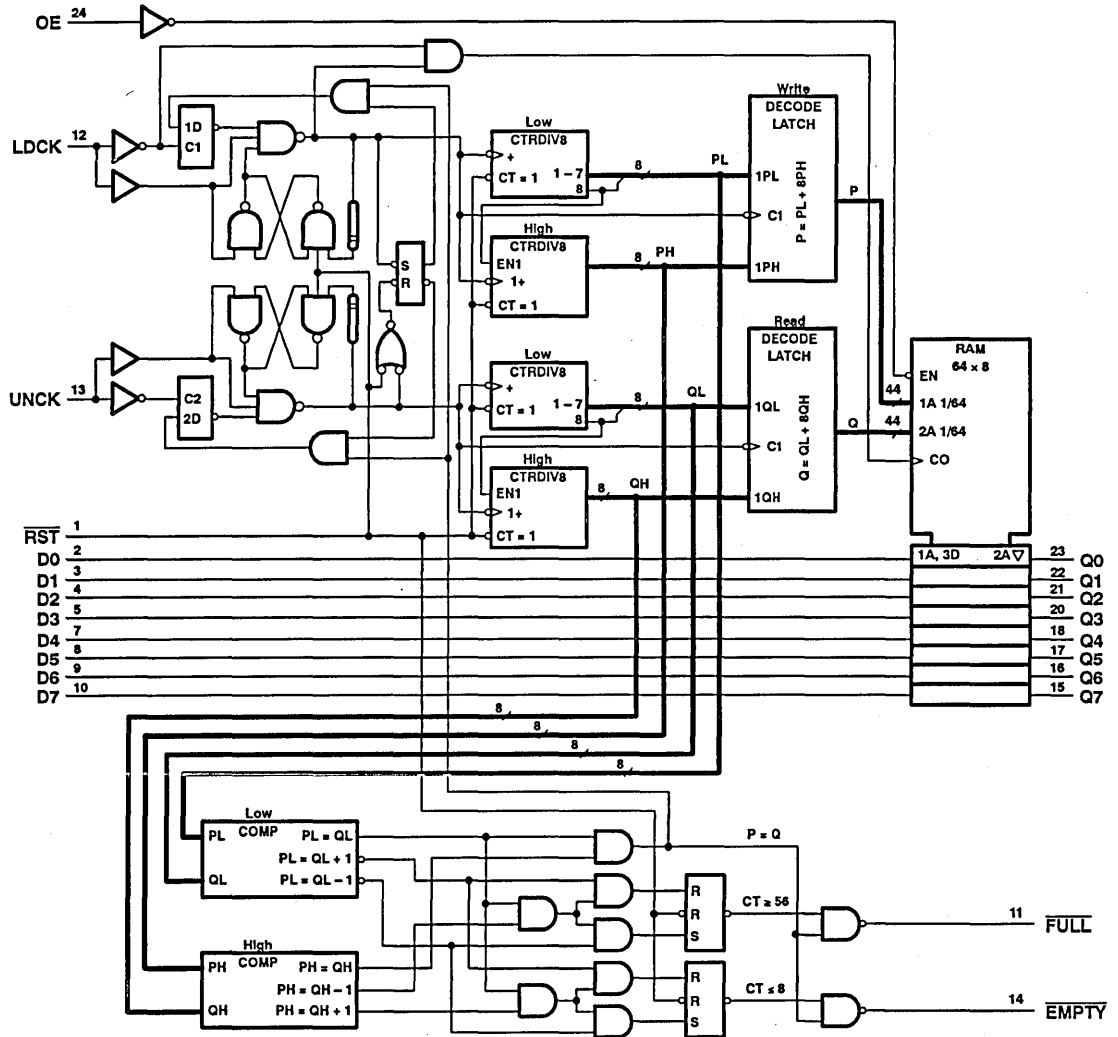 OE 24
LDCK 12
1D
C1
Low
CTRDIV8
+
CT = 1
1 – 7
8
8
PL
Write
DECODE
LATCH
1PL
C1
1PH
P = PL + 8PH
P
High
CTRDIV8
EN1
1+
CT = 1
8
PH
S
R
UNCK 13
C2
2D
Low
CTRDIV8
+
CT = 1
1 – 7
8
8
QL
Read
DECODE
LATCH
1QL
C1
1QH
Q = QL + 8QH
Q
High
CTRDIV8
EN1
1+
CT = 1
8
QH
RAM
64 × 8
EN
44
1A 1/64
44
2A 1/64
CO
RST 1
1A, 3D 2A ▽
D0 2
23 Q0
D1 3
22 Q1
D2 4
21 Q2
D3 5
20 Q3
D4 7
18 Q4
D5 8
17 Q5
D6 9
16 Q6
D7 10
15 Q7
8
8
8
8
Low
COMP
PL
QL
PL = QL
PL = QL + 1
PL = QL – 1
P = Q
R
R
S
CT ≥ 56
11 FULL
High
COMP
PH
QH
PH = QH
PH = QH – 1
PH = QH + 1
R
R
S
CT ≤ 8
14 EMPTY